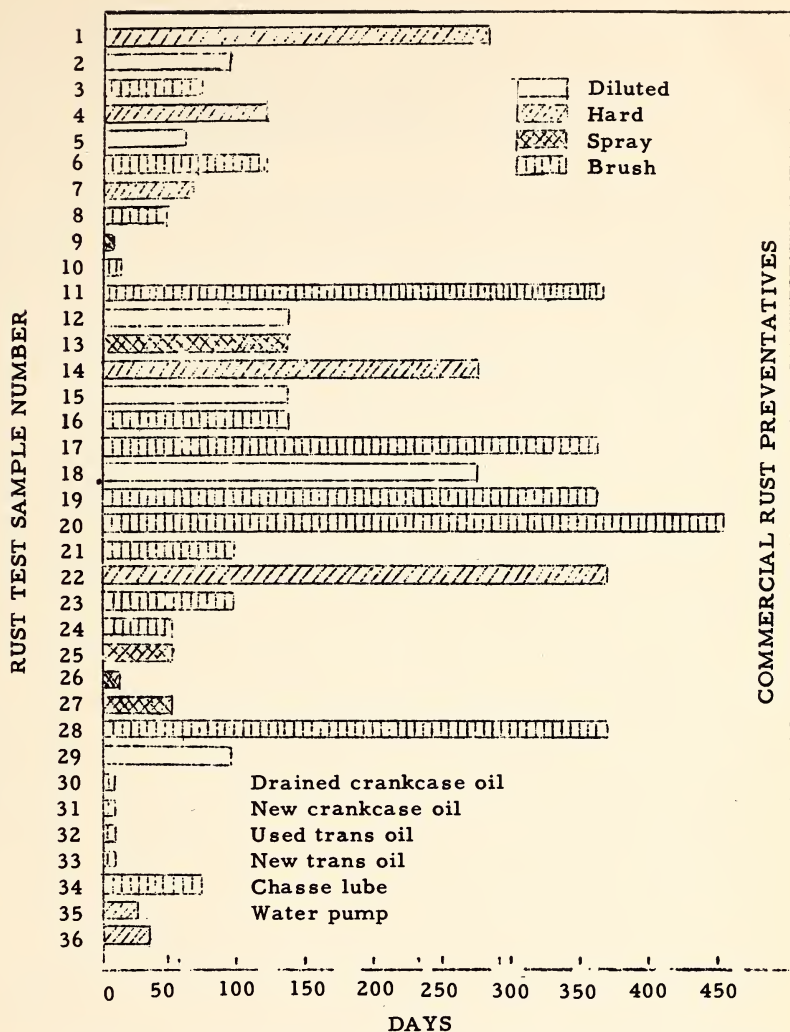 1
2
3
4
5
6
7
8
9
10
11
12
13
14
15
16
17
18
19
20
21
22
23
24
25
26
27
28
29
30 Drained crankcase oil
31 New crankcase oil
32 Used trans oil
33 New trans oil
34 Chasse lube
35 Water pump
36
Diluted
Hard
Spray
Brush
RUST TEST SAMPLE NUMBER
COMMERCIAL RUST PREVENTATIVES
0 50 100 150 200 250 300 350 400 450
DAYS